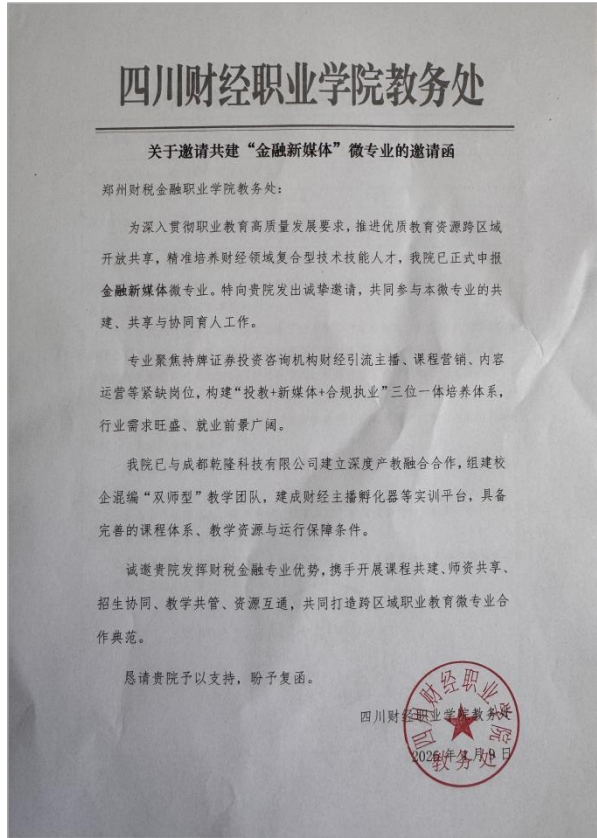 四川财经职业学院教务处
关于邀请共建“金融新媒体”微专业的邀请函
郑州财税金融职业学院教务处：
为深入贯彻职业教育高质量发展要求，推进优质教育资源跨区域
开放共享，精准培养财经领域复合型技术技能人才，我院已正式申报
金融新媒体微专业。特向贵院发出诚挚邀请，共同参与本微专业的共
建、共享与协同育人工作。
专业聚焦持牌证券投资咨询机构财经引流主播、课程营销、内容
运营等紧缺岗位，构建“投教+新媒体+合规执业”三位一体培养体系，
行业需求旺盛、就业前景广阔。
我院已与成都乾隆科技有限公司建立深度产教融合合作，组建校
企混编“双师型”教学团队，建成财经主播孵化器等实训平台，具备
完善的课程体系、教学资源与运行保障条件。
诚邀贵院发挥财税金融专业优势，携手开展课程共建、师资共享、
招生协同、教学共管、资源互通，共同打造跨区域职业教育微专业合
作典范。
恳请贵院予以支持，盼予复函。
四川财经职业学院教务处
年 月9日
四川财经职业学院
教务处